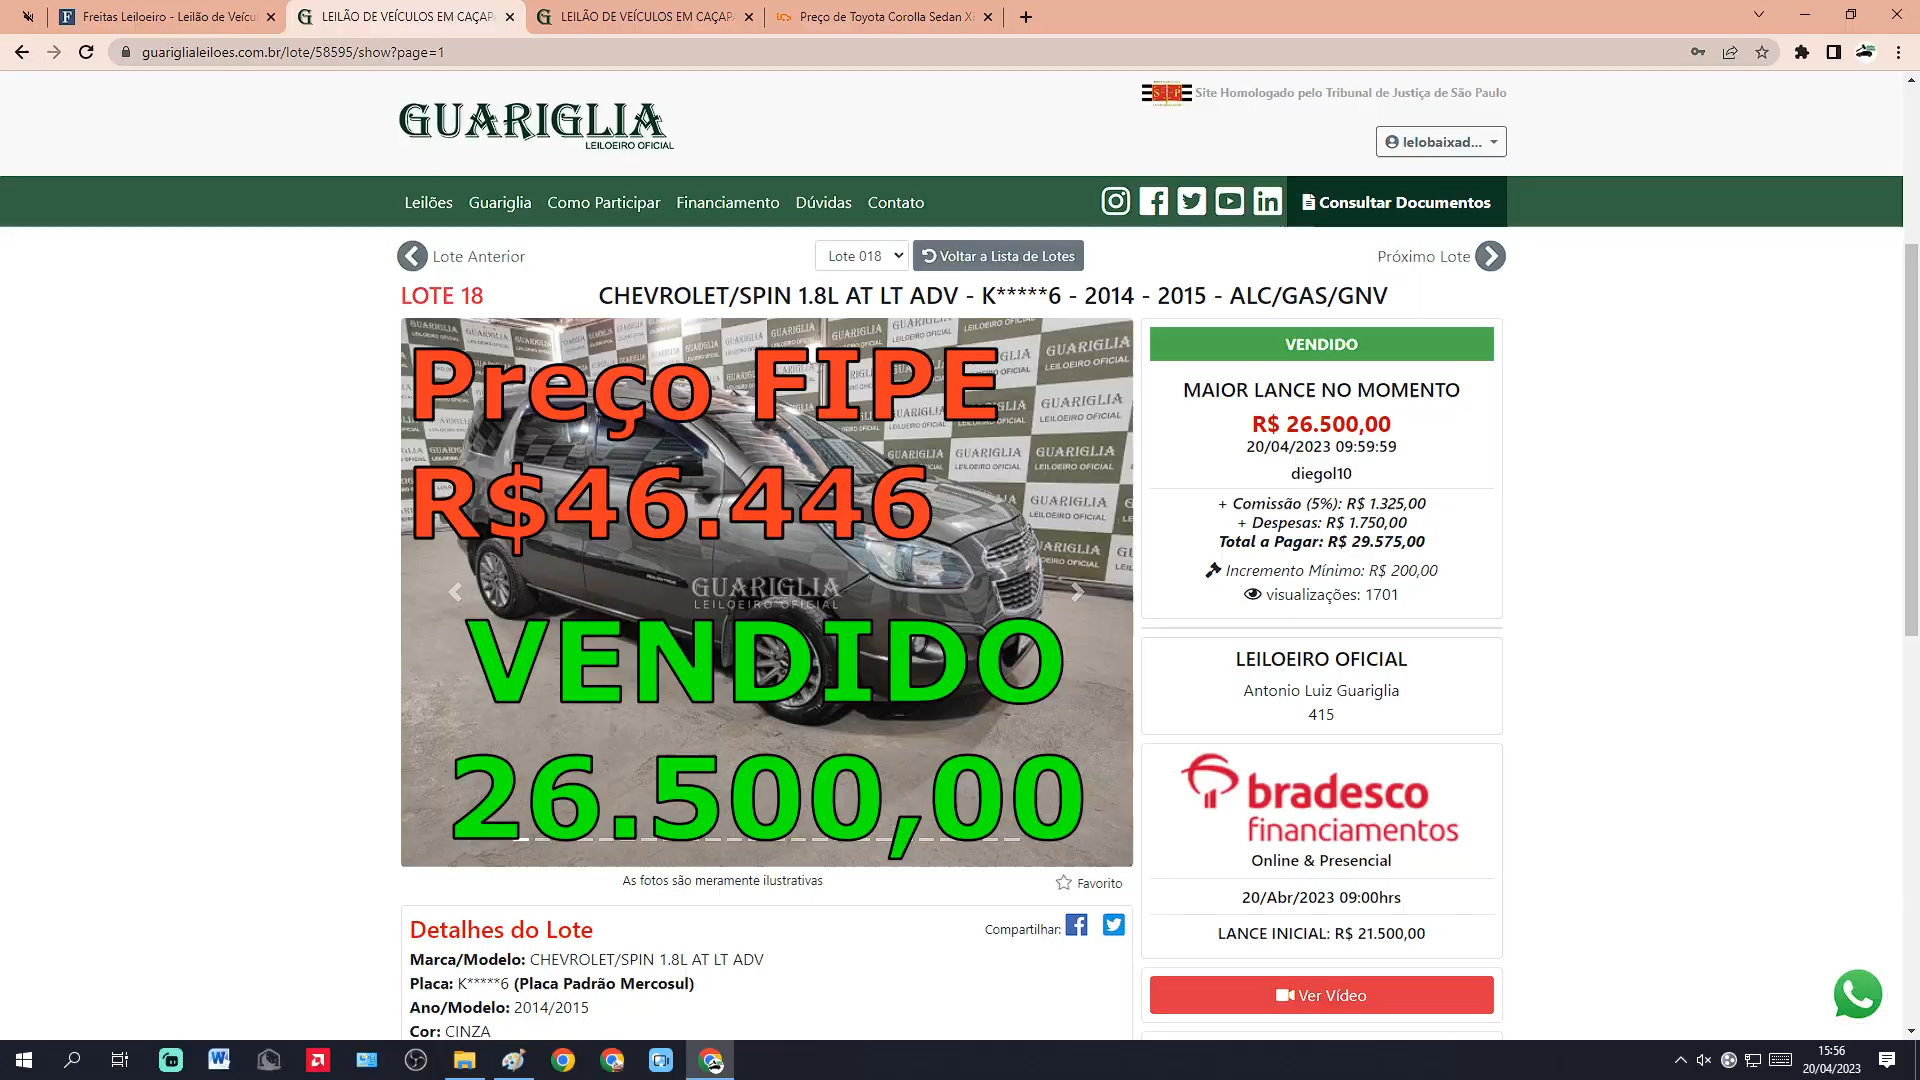 Freitas Leiloeiro - Leilão de Veícu
LEILÃO DE VEÍCULOS EM CAÇAPA
LEILÃO DE VEÍCULOS EM CAÇAPA
Preço de Toyota Corolla Sedan XE
guariglialeiloes.com.br/lote/58595/show?page=1
GUARIGLIA
LEILOEIRO OFICIAL
Site Homologado pelo Tribunal de Justiça de São Paulo
lelobaixad...
Leilões
Guariglia
Como Participar
Financiamento
Dúvidas
Contato
Consultar Documentos
Lote Anterior
Lote 018
Voltar a Lista de Lotes
Próximo Lote
LOTE 18
CHEVROLET/SPIN 1.8L AT LT ADV - K*****6 - 2014 - 2015 - ALC/GAS/GNV
Preço FIPE
R$46.446
GUARIGLIA
LEILOEIRO OFICIAL
VENDIDO
26.500,00
As fotos são meramente ilustrativas
Favorito
Detalhes do Lote
Compartilhar:
Marca/Modelo: CHEVROLET/SPIN 1.8L AT LT ADV
Placa: K*****6 (Placa Padrão Mercosul)
Ano/Modelo: 2014/2015
Cor: CINZA
VENDIDO
MAIOR LANCE NO MOMENTO
R$ 26.500,00
20/04/2023 09:59:59
diegol10
+ Comissão (5%): R$ 1.325,00
+ Despesas: R$ 1.750,00
Total a Pagar: R$ 29.575,00
Incremento Mínimo: R$ 200,00
visualizações: 1701
LEILOEIRO OFICIAL
Antonio Luiz Guariglia
415
bradesco
financiamentos
Online & Presencial
20/Abr/2023 09:00hrs
LANCE INICIAL: R$ 21.500,00
Ver Vídeo
15:56
20/04/2023